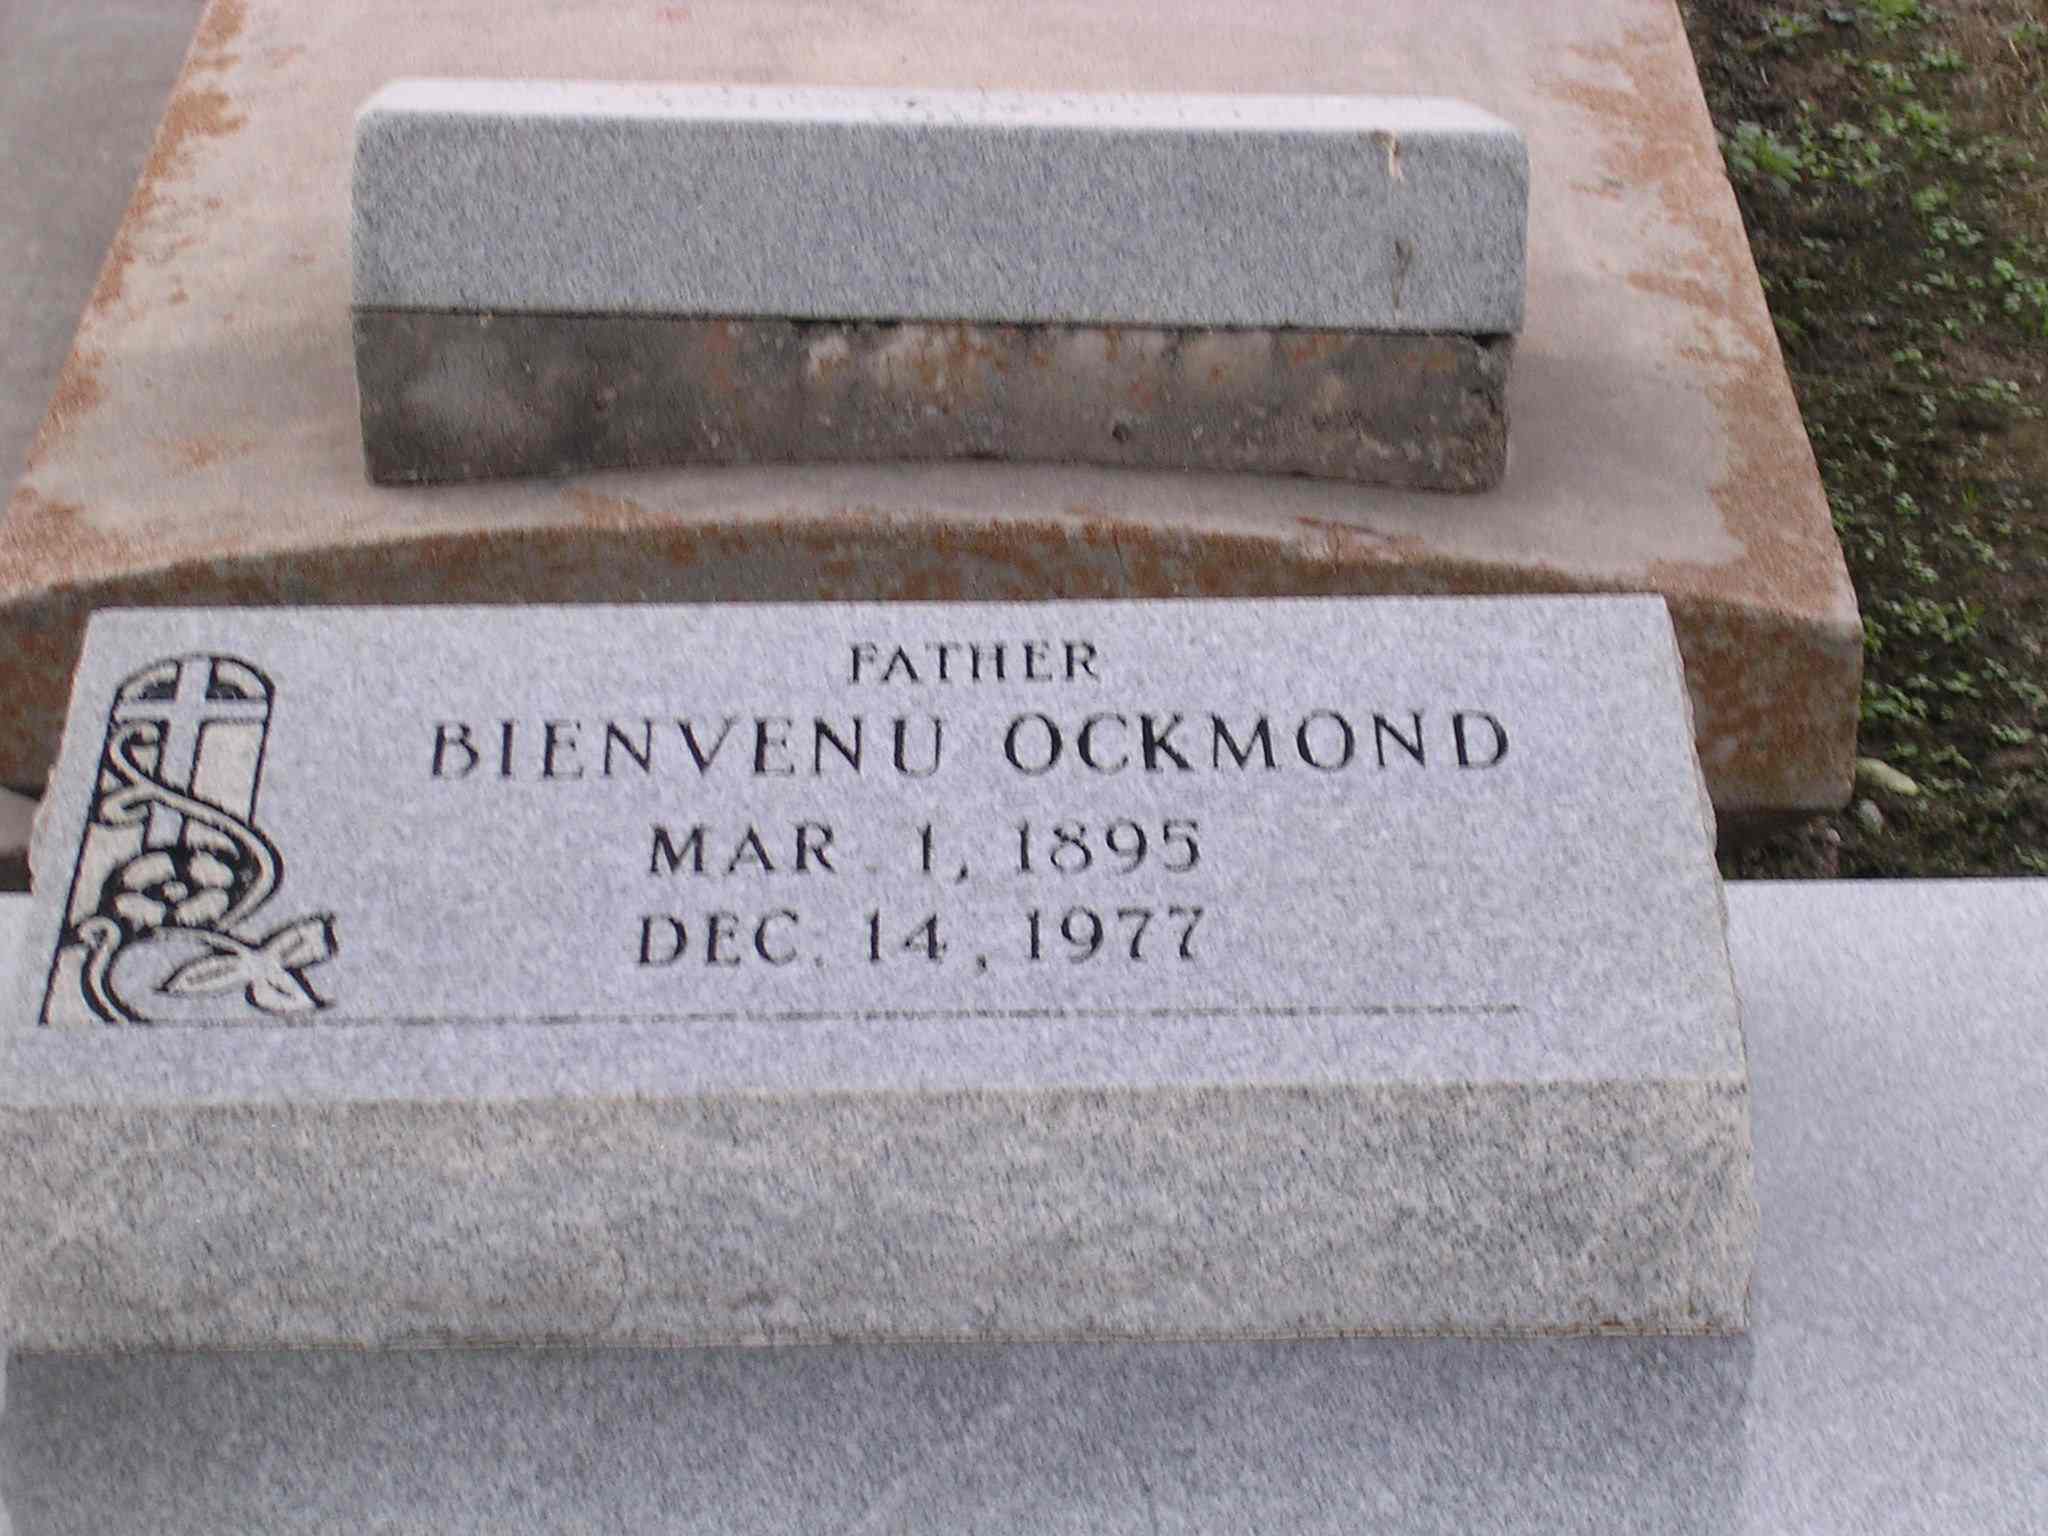 FATHER
BIENVENU OCKMOND
MAR. 1, 1895
DEC. 14, 1977